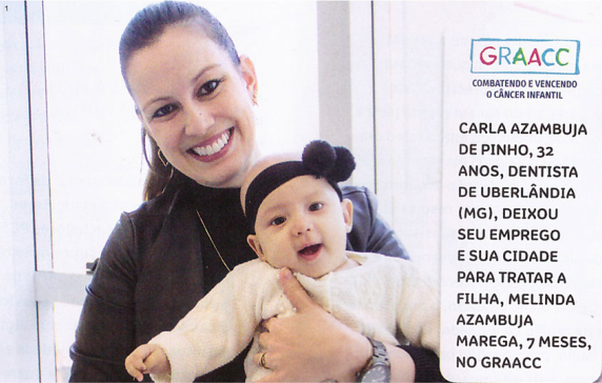 1
GRAACC
COMBATENDO E VENCENDO
O CÂNCER INFANTIL
CARLA AZAMBUJA
DE PINHO, 32
ANOS, DENTISTA
DE UBERLÂNDIA
(MG), DEIXOU
SEU EMPREGO
E SUA CIDADE
PARA TRATAR A
FILHA, MELINDA
AZAMBUJA
MAREGA, 7 MESES,
NO GRAACC